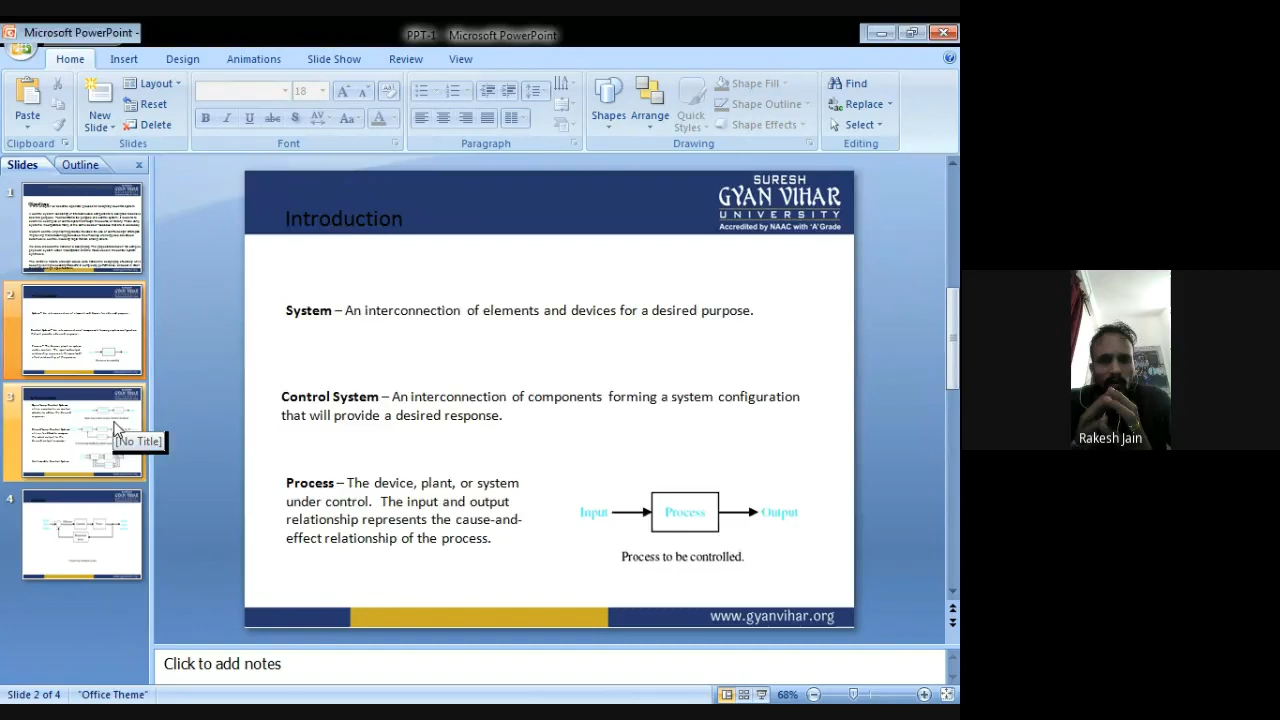 Microsoft PowerPoint -
PPT-1 Microsoft PowerPoint
Home Insert Design Animations Slide Show Review View
Paste
Clipboard
New
Slide
Layout
Reset
Delete
Slides
18
Font
Paragraph
Shapes
Arrange
Quick
Styles
Shape Fill
Shape Outline
Shape Effects
Drawing
Find
Replace
Select
Editing
Slides Outline
1
2
3
[No Title]
4
Introduction
SURESH
GYAN VIHAR
UNIVERSITY
Accredited by NAAC with 'A' Grade
System – An interconnection of elements and devices for a desired purpose.
Control System – An interconnection of components forming a system configuration
that will provide a desired response.
Process – The device, plant, or system
under control. The input and output
relationship represents the cause-and-
effect relationship of the process.
Input Process Output
Process to be controlled.
www.gyanvihar.org
Click to add notes
Slide 2 of 4 "Office Theme" 68%
Rakesh Jain